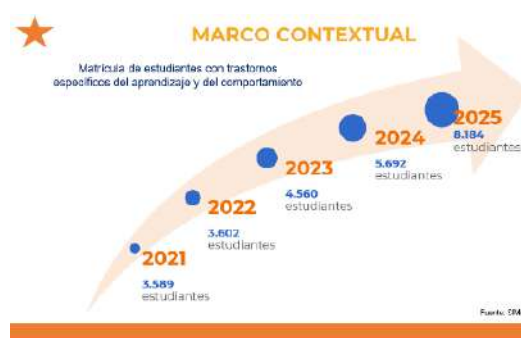 MARCO CONTEXTUAL
Matrícula de estudiantes con trastornos
específicos del aprendizaje y del comportamiento
2025
8.184
estudiantes
2024
5.692
estudiantes
2023
4.560
estudiantes
2022
3.602
estudiantes
2021
3.589
estudiantes
Fuente: